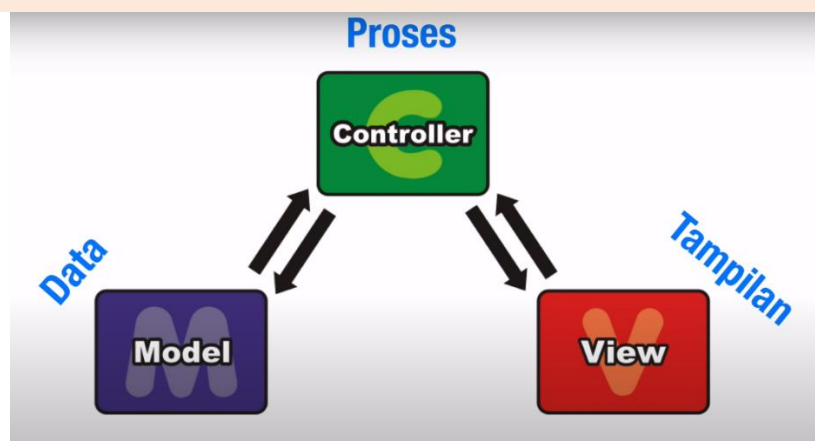 Proses
C
Controller
Data
Tampilan
M
Model
V
View